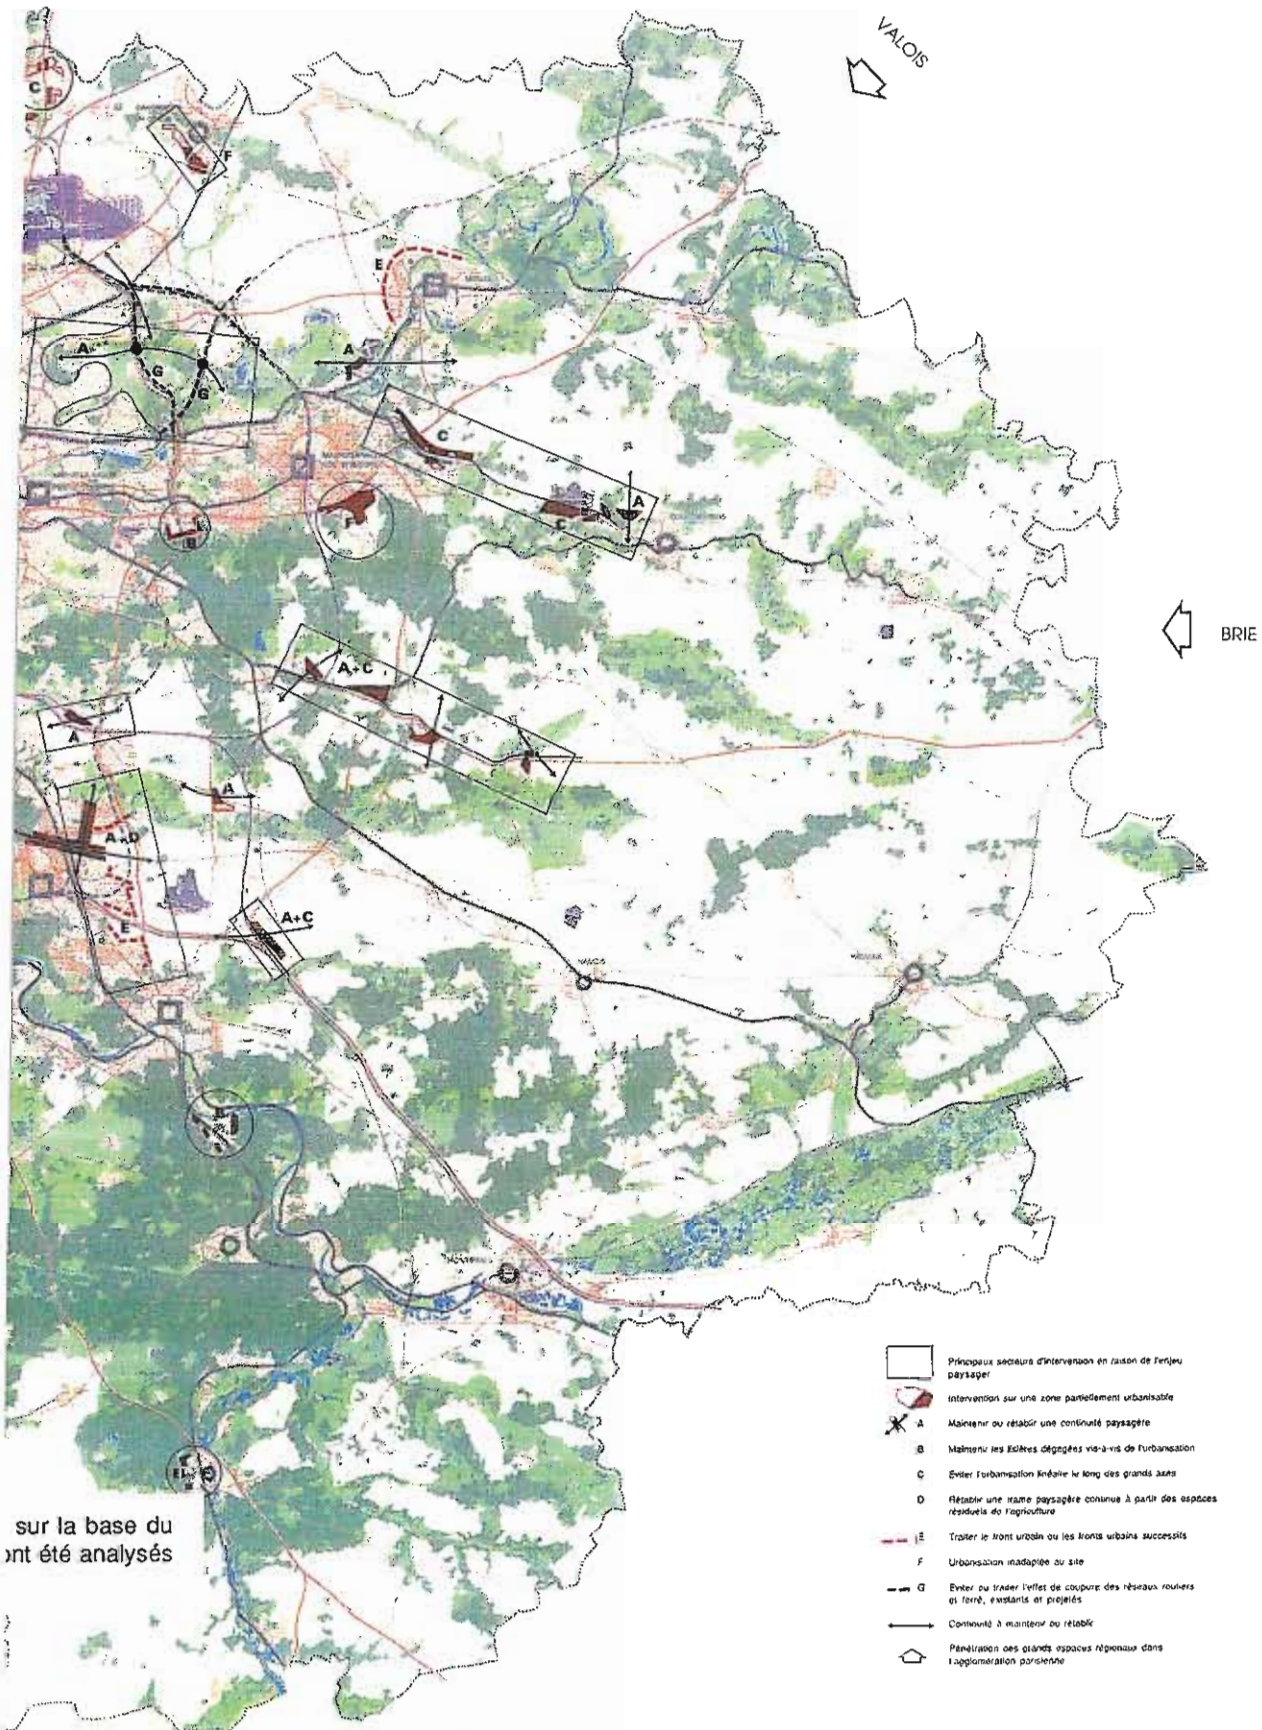 VALOIS
C
F
E
A
A
G
G
C
A
C
F
B
BRIE
A+C
A
A
A+D
A+C
E
NANGIS
sur la base du
ont été analysés
Principaux secteurs d'intervention en raison de l'enjeu
paysager
Intervention sur une zone partiellement urbanisable
A Maintenir ou rétablir une continuité paysagère
B Maintenir les lisières dégagées vis-à-vis de l'urbanisation
C Eviter l'urbanisation linéaire le long des grands axes
D Rétablir une trame paysagère continue à partir des espaces
résiduels de l'agriculture
E Traiter le front urbain ou les fronts urbains successifs
F Urbanisation inadaptée au site
G Eviter ou traiter l'effet de coupure des réseaux routiers
et ferré, existants et projetés
Continuité à maintenir ou rétablir
Pénétration des grands espaces régionaux dans
l'agglomération parisienne